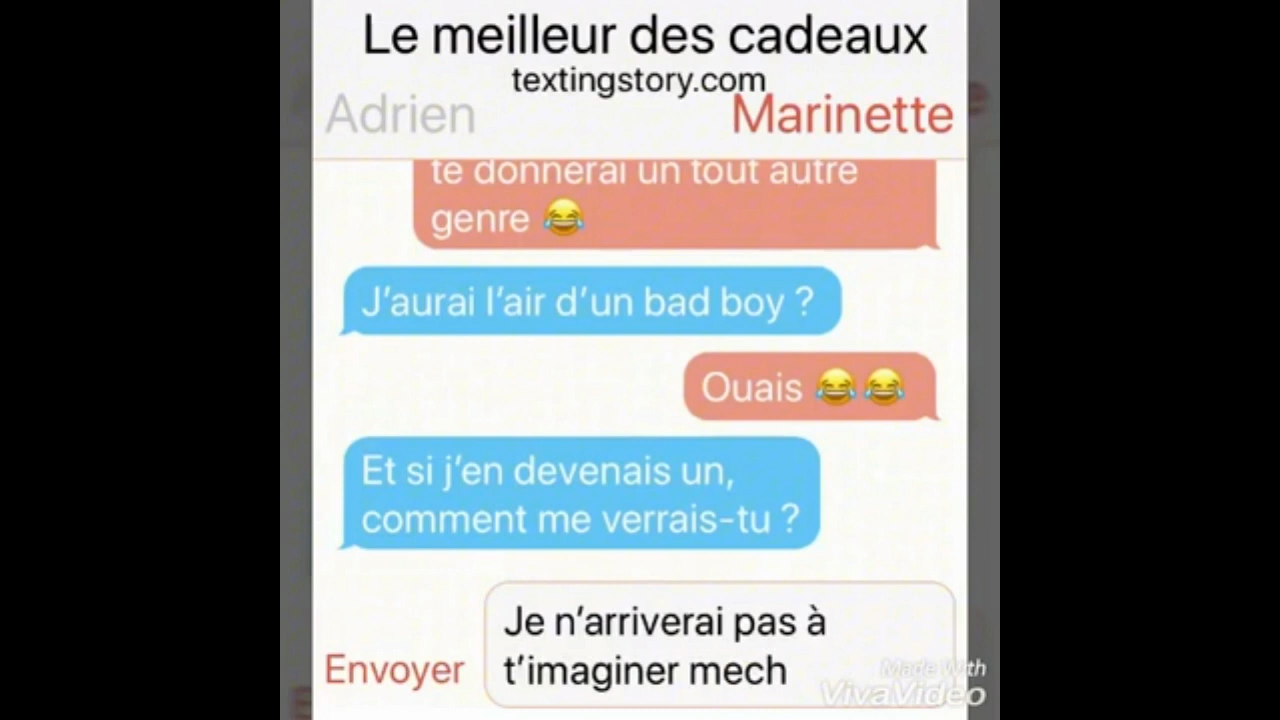 Le meilleur des cadeaux
textingstory.com
Adrien
Marinette
te donnerai un tout autre
genre 😂
J'aurai l'air d'un bad boy ?
Ouais 😂😂
Et si j'en devenais un,
comment me verrais-tu ?
Je n'arriverai pas à
t'imaginer mech
Envoyer
Made With
VivaVideo